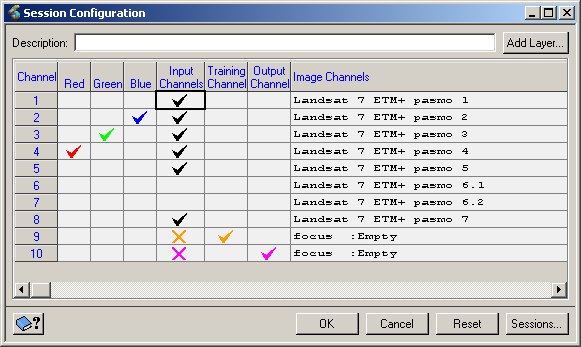 Session Configuration
Description: Add Layer...
Channel Red Green Blue Input Channels Training Channel Output Channel Image Channels
1 Landsat 7 ETM+ pasmo 1
2 Landsat 7 ETM+ pasmo 2
3 Landsat 7 ETM+ pasmo 3
4 Landsat 7 ETM+ pasmo 4
5 Landsat 7 ETM+ pasmo 5
6 Landsat 7 ETM+ pasmo 6.1
7 Landsat 7 ETM+ pasmo 6.2
8 Landsat 7 ETM+ pasmo 7
9 focus :Empty
10 focus :Empty
? OK Cancel Reset Sessions...